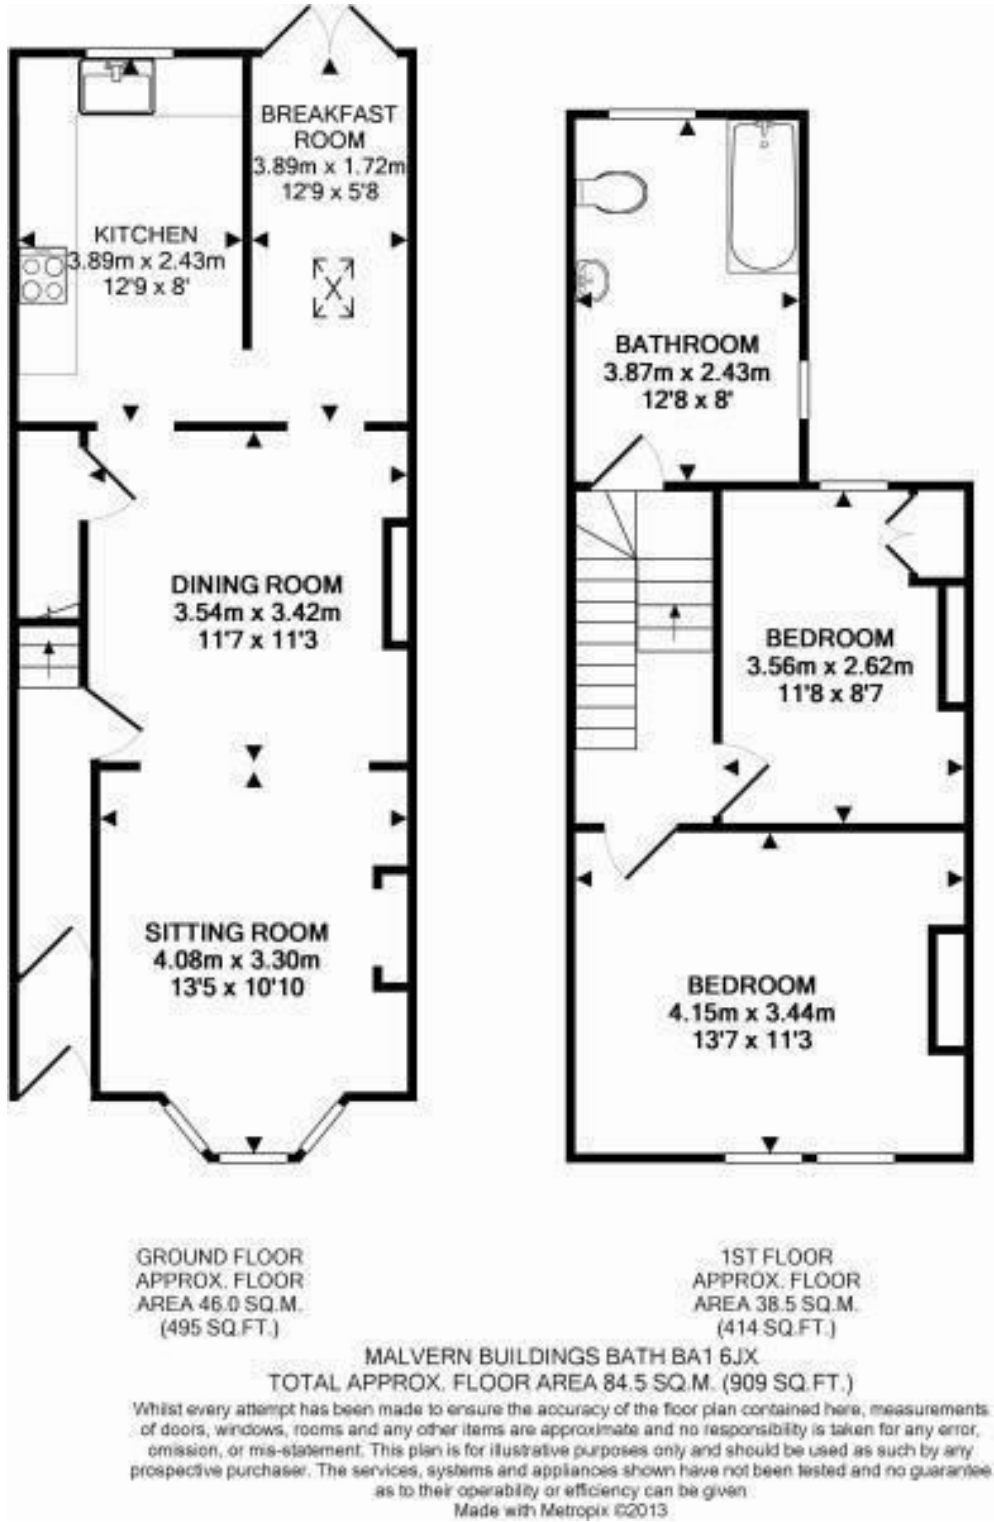 BREAKFAST
ROOM
3.89m x 1.72m
12'9 x 5'8
KITCHEN
3.89m x 2.43m
12'9 x 8'
DINING ROOM
3.54m x 3.42m
11'7 x 11'3
SITTING ROOM
4.08m x 3.30m
13'5 x 10'10
BATHROOM
3.87m x 2.43m
12'8 x 8'
BEDROOM
3.56m x 2.62m
11'8 x 8'7
BEDROOM
4.15m x 3.44m
13'7 x 11'3
GROUND FLOOR
APPROX. FLOOR
AREA 46.0 SQ.M.
(495 SQ.FT.)
1ST FLOOR
APPROX. FLOOR
AREA 38.5 SQ.M.
(414 SQ.FT.)
MALVERN BUILDINGS BATH BA1 6JX
TOTAL APPROX. FLOOR AREA 84.5 SQ.M. (909 SQ.FT.)
Whilst every attempt has been made to ensure the accuracy of the floor plan contained here, measurements
of doors, windows, rooms and any other items are approximate and no responsibility is taken for any error,
omission, or mis-statement. This plan is for illustrative purposes only and should be used as such by any
prospective purchaser. The services, systems and appliances shown have not been tested and no guarantee
as to their operability or efficiency can be given
Made with Metropix ©2013